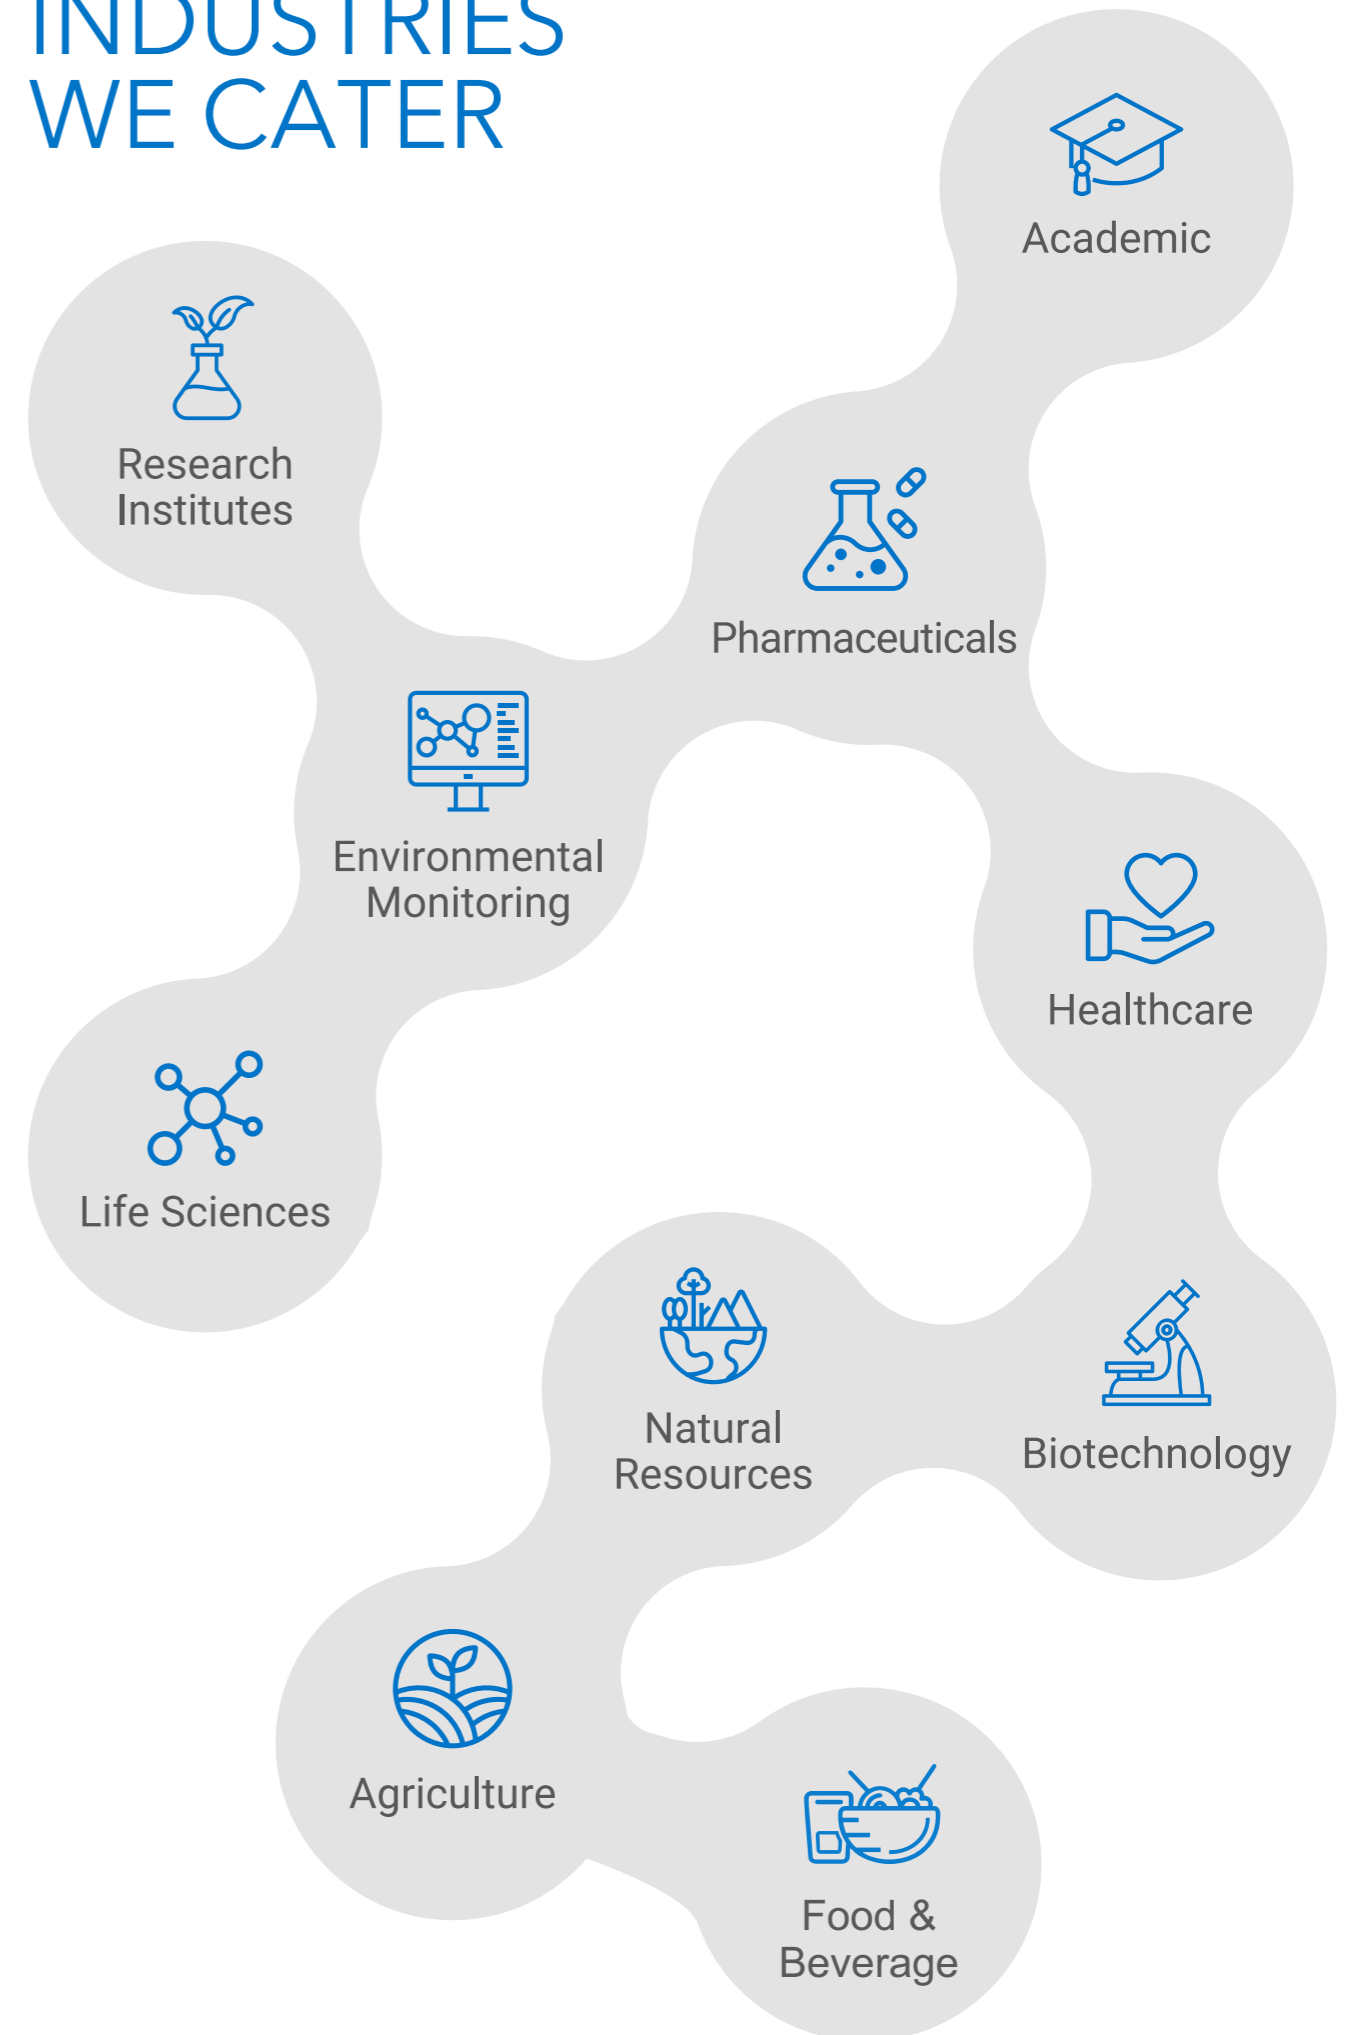 INDUSTRIES
WE CATER
Academic
Research
Institutes
Pharmaceuticals
Environmental
Monitoring
Healthcare
Life Sciences
Natural
Resources
Biotechnology
Agriculture
Food &
Beverage